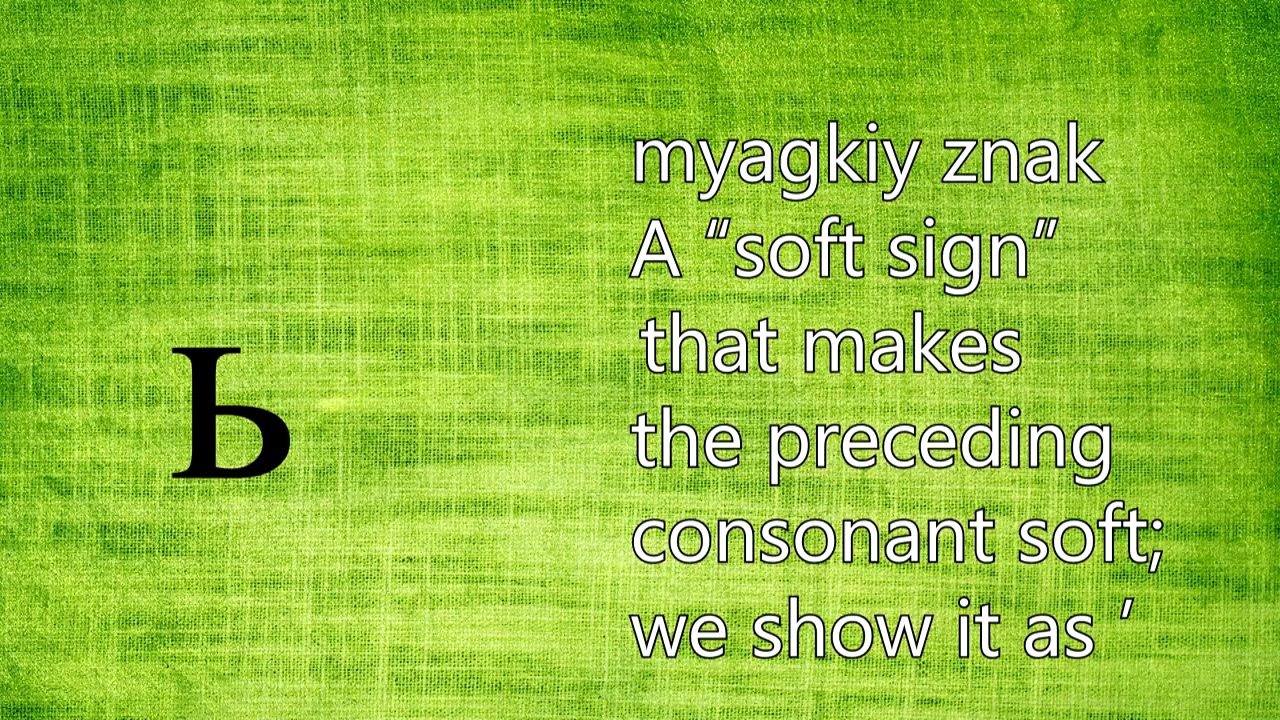 ь
myagkiy znak
A “soft sign”
that makes
the preceding
consonant soft;
we show it as ′